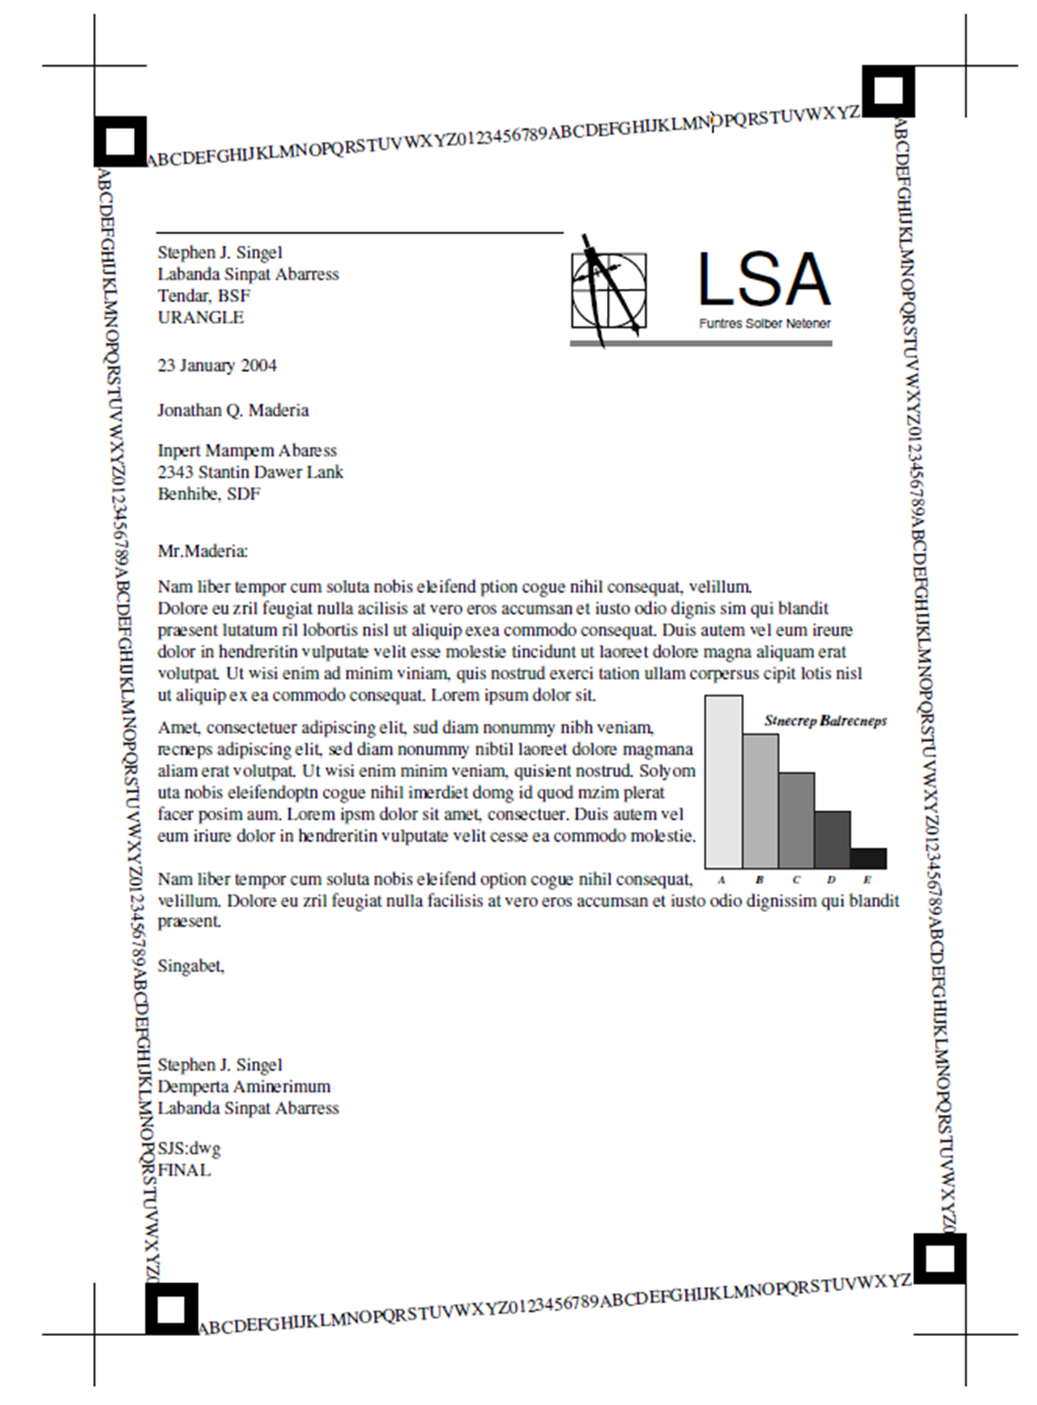 ABCDEFGHIJKLMNOPQRSTUVWXYZ0123456789ABCDEFGHIJKLMNOPQRSTUVWXYZ
ABCDEFGHIJKLMNOPQRSTUVWXYZ0123456789ABCDEFGHIJKLMNOPQRSTUVWXYZ0123456789ABCDEFGHIJKLMNOPQRSTUVWXYZ0
ABCDEFGHIJKLMNOPQRSTUVWXYZ0123456789ABCDEFGHIJKLMNOPQRSTUVWXYZ0123456789ABCDEFGHIJKLMNOPQRSTUVWXYZ0
Stephen J. Singel
Labanda Sinpat Abarress
Tendar, BSF
URANGLE
LSA
Funtres Solber Netener
23 January 2004
Jonathan Q. Maderia
Inpert Mampem Abaress
2343 Stantin Dawer Lank
Benhibe, SDF
Mr.Maderia:
Nam liber tempor cum soluta nobis eleifend ption cogue nihil consequat, velillum.
Dolore eu zril feugiat nulla acilisis at vero eros accumsan et iusto odio dignis sim qui blandit
praesent lutatum ril lobortis nisl ut aliquip exea commodo consequat. Duis autem vel eum ireure
dolor in hendreritin vulputate velit esse molestie tincidunt ut laoreet dolore magna aliquam erat
volutpat. Ut wisi enim ad minim viniam, quis nostrud exerci tation ullam corpersus cipit lotis nisl
ut aliquip ex ea commodo consequat. Lorem ipsum dolor sit.
Amet, consectetuer adipiscing elit, sud diam nonummy nibh veniam,
recneps adipiscing elit, sed diam nonummy nibtil laoreet dolore magmana
aliam erat volutpat. Ut wisi enim minim veniam, quisient nostrud. Solyom
uta nobis eleifendoptn cogue nihil imerdiet domg id quod mzim plerat
facer posim aum. Lorem ipsm dolor sit amet, consectuer. Duis autem vel
eum iriure dolor in hendreritin vulputate velit cesse ea commodo molestie.
Stnecrep Balrecneps
A B C D E
Nam liber tempor cum soluta nobis eleifend option cogue nihil consequat,
velillum. Dolore eu zril feugiat nulla facilisis at vero eros accumsan et iusto odio dignissim qui blandit
praesent.
Singabet,
Stephen J. Singel
Demperta Aminerimum
Labanda Sinpat Abarress
SJS:dwg
FINAL
ABCDEFGHIJKLMNOPQRSTUVWXYZ0123456789ABCDEFGHIJKLMNOPQRSTUVWXYZ